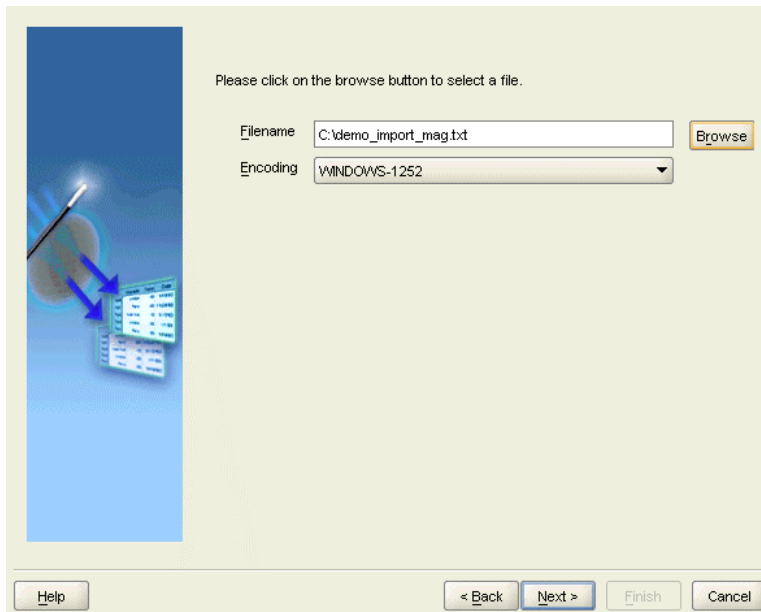 Please click on the browse button to select a file.
Filename C:\demo_import_mag.txt Browse
Encoding WINDOWS-1252
Help < Back Next > Finish Cancel